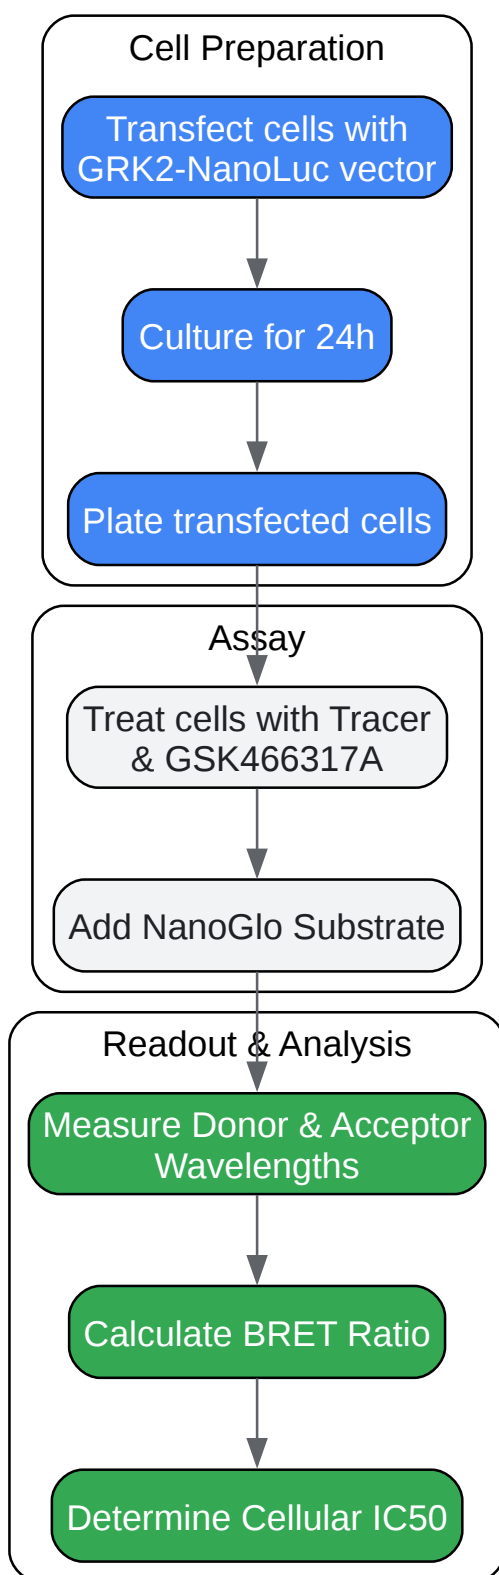 Cell Preparation
Transfect cells with
GRK2-NanoLuc vector
Culture for 24h
Plate transfected cells
Assay
Treat cells with Tracer
& GSK466317A
Add NanoGlo Substrate
Readout & Analysis
Measure Donor & Acceptor
Wavelengths
Calculate BRET Ratio
Determine Cellular IC50